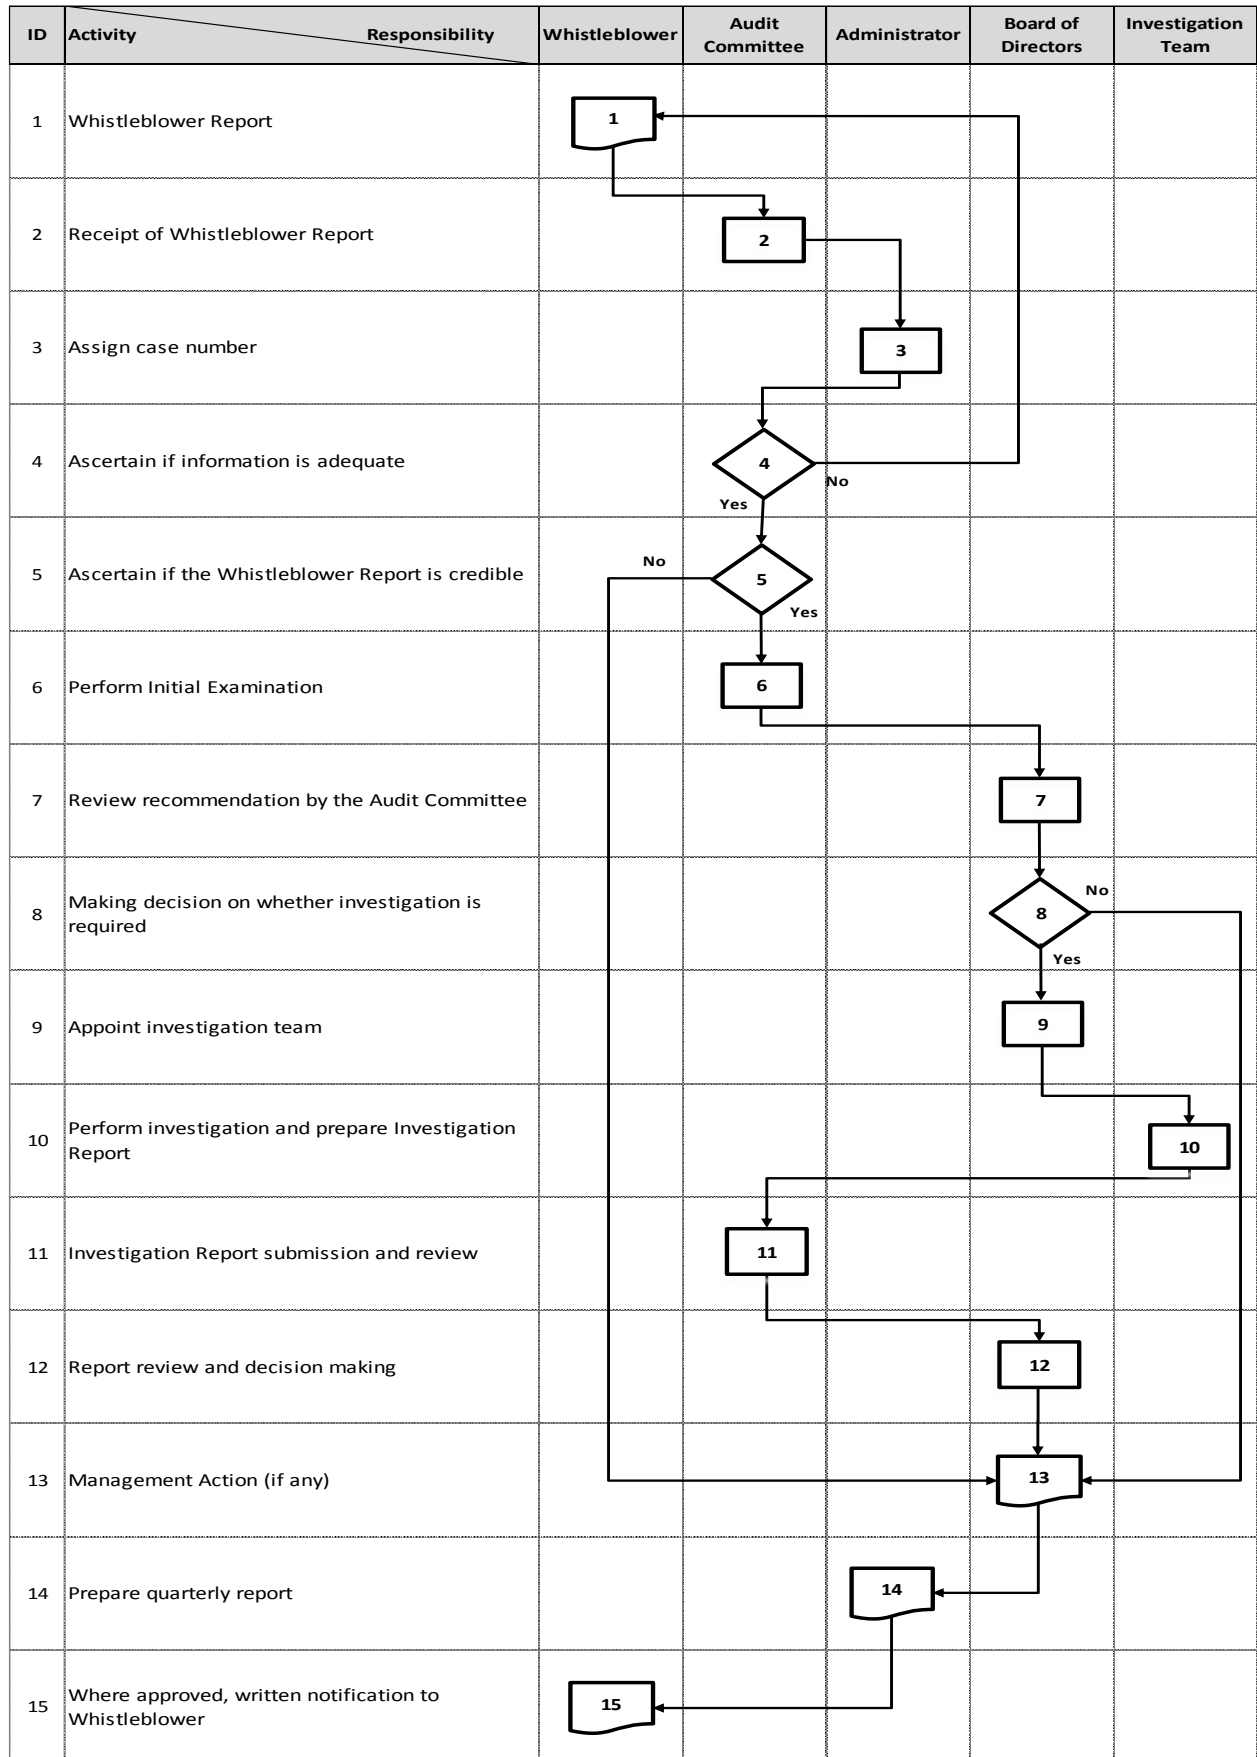 ID Activity Responsibility Whistleblower Audit Committee Administrator Board of Directors Investigation Team
1 Whistleblower Report 1
2 Receipt of Whistleblower Report 2
3 Assign case number 3
4 Ascertain if information is adequate 4
No
Yes
No
5 Ascertain if the Whistleblower Report is credible 5
Yes
6 Perform Initial Examination 6
7 Review recommendation by the Audit Committee 7
No
8 Making decision on whether investigation is
required 8
Yes
9 Appoint investigation team 9
10 Perform investigation and prepare Investigation
Report 10
11 Investigation Report submission and review 11
12 Report review and decision making 12
13 Management Action (if any) 13
14 Prepare quarterly report 14
15 Where approved, written notification to
Whistleblower 15